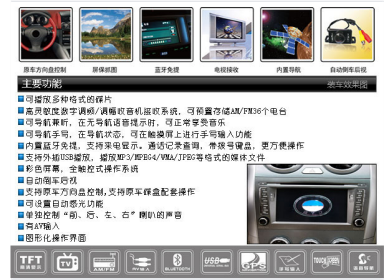 原车方向盘控制 屏保抓图 蓝牙免提 电视接收 内置导航 自动倒车后视
主要功能 装车效果图
可播放多种格式的碟片
高灵敏度数字调频/调幅收音机接收系统，可预置存储AM/FM36个电台
可导航兼听，在无导航语音提示时，可正常享受音乐
可导航手写，在导航状态，可在触摸屏上进行手写输入功能
内置蓝牙免提，支持来电显示。通话记录查询，带拨号键盘，更方便操作
支持外插USB播放，播放MP3/MPEG4/WMA/JPEG等格式的媒体文件
彩色屏幕，全触控式操作系统
自动倒车后视
支持原车方向盘控制，支持原车碟盒配套操作
可设置自动感光功能
单独控制“前、后、左、右”喇叭的声音
有AV输入
图形化操作界面
TFT TV AM/FM BLUETOOTH USB GPS TOUCH SCREEN